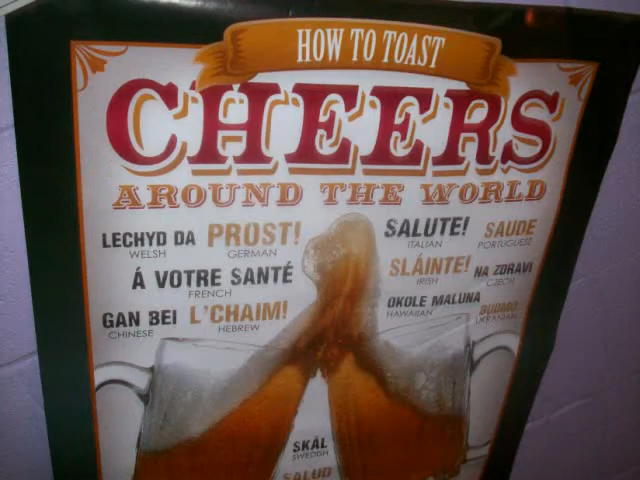 HOW TO TOAST
CHEERS
AROUND THE WORLD
LECHYD DA
WELSH
PROST!
GERMAN
SALUTE!
ITALIAN
SAUDE
PORTUGUESE
Á VOTRE SANTÉ
FRENCH
SLÁINTE!
IRISH
NA ZDRAVI
CZECH
GAN BEI
CHINESE
L'CHAIM!
HEBREW
OKOLE MALUNA
HAWAIIAN
BUDMO
UKRANIAN
SKÅL
SWEDISH
SALUD